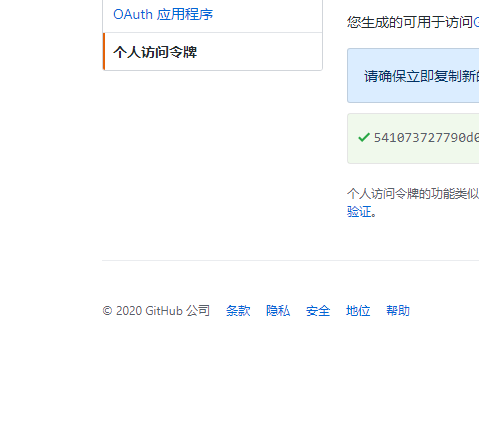 OAuth 应用程序
个人访问令牌
您生成的可用于访问G
请确保立即复制新的
541073727790d0
个人访问令牌的功能类似
验证。
© 2020 GitHub 公司 条款 隐私 安全 地位 帮助